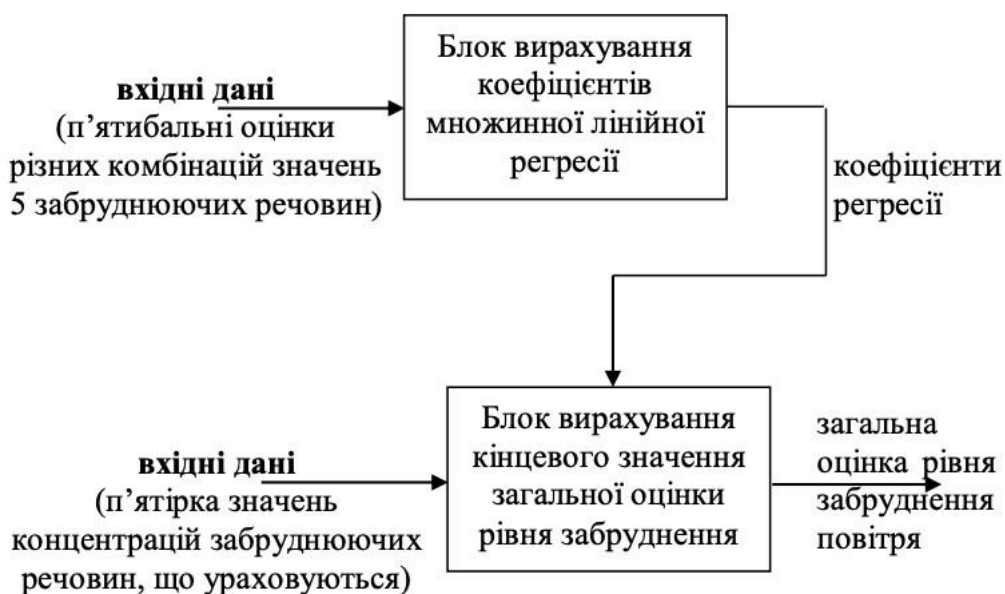 Блок вирахування
коефіцієнтів
множинної лінійної
регресії
вхідні дані
(п’ятибальні оцінки
різних комбінацій значень
5 забруднюючих речовин)
коефіцієнти
регресії
Блок вирахування
кінцевого значення
загальної оцінки
рівня забруднення
вхідні дані
(п’ятірка значень
концентрацій забруднюючих
речовин, що ураховуються)
загальна
оцінка рівня
забруднення
повітря